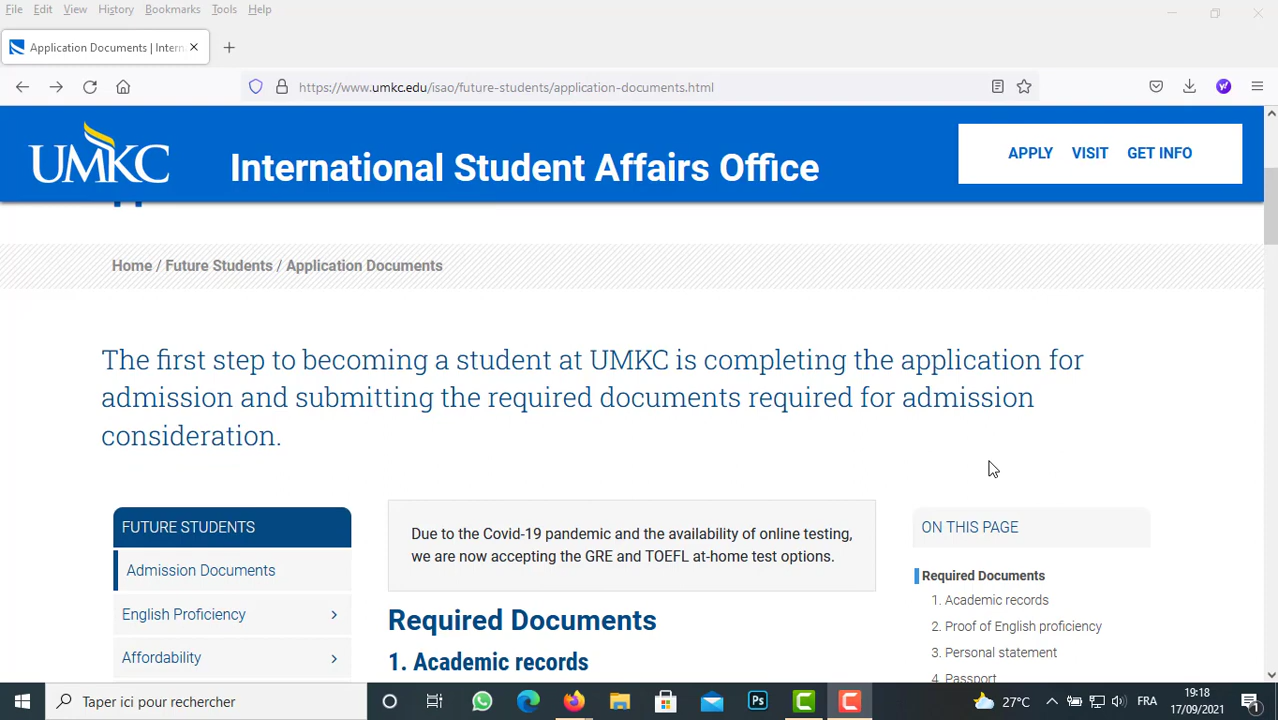 File Edit View History Bookmarks Tools Help
Application Documents | Intern
https://www.umkc.edu/isao/future-students/application-documents.html
UMKC
International Student Affairs Office
APPLY VISIT GET INFO
Home / Future Students / Application Documents
The first step to becoming a student at UMKC is completing the application for
admission and submitting the required documents required for admission
consideration.
FUTURE STUDENTS
Admission Documents
English Proficiency
Affordability
Due to the Covid-19 pandemic and the availability of online testing,
we are now accepting the GRE and TOEFL at-home test options.
Required Documents
1. Academic records
ON THIS PAGE
Required Documents
1. Academic records
2. Proof of English proficiency
3. Personal statement
4. Passport
Taper ici pour rechercher
Ps
27°C
FRA
19:18
17/09/2021
1